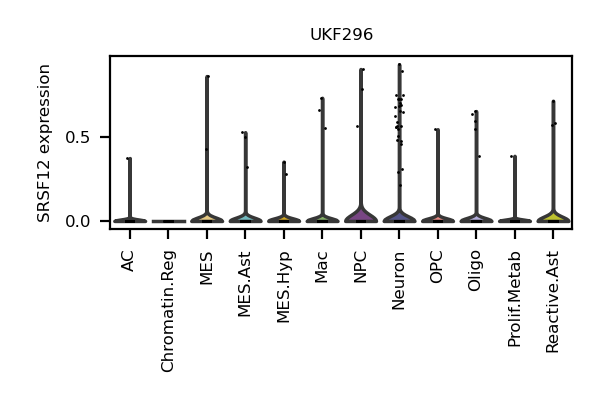 UKF296
SRSF12 expression
0.5
0.0
AC
Chromatin.Reg
MES
MES.Ast
MES.Hyp
Mac
NPC
Neuron
OPC
Oligo
Prolif.Metab
Reactive.Ast